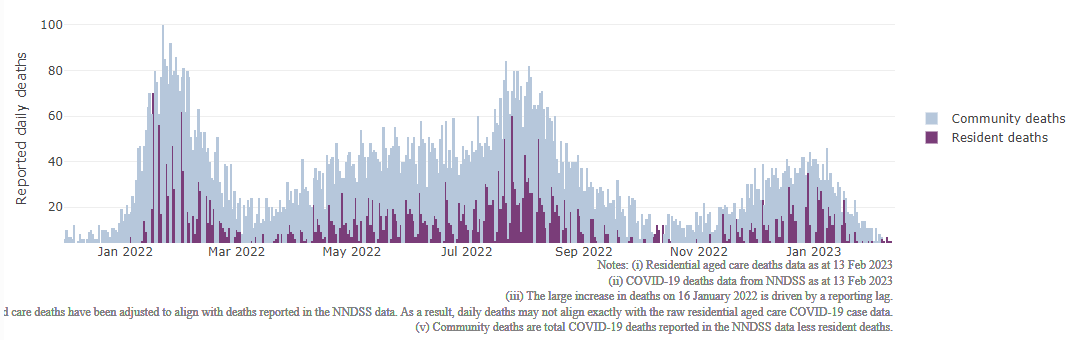 100
80
60
40
20
Reported daily deaths
Jan 2022 Mar 2022 May 2022 Jul 2022 Sep 2022 Nov 2022 Jan 2023
Community deaths
Resident deaths
Notes: (i) Residential aged care deaths data as at 13 Feb 2023
(ii) COVID-19 deaths data from NNDSS as at 13 Feb 2023
(iii) The large increase in deaths on 16 January 2022 is driven by a reporting lag.
d care deaths have been adjusted to align with deaths reported in the NNDSS data. As a result, daily deaths may not align exactly with the raw residential aged care COVID-19 case data.
(v) Community deaths are total COVID-19 deaths reported in the NNDSS data less resident deaths.